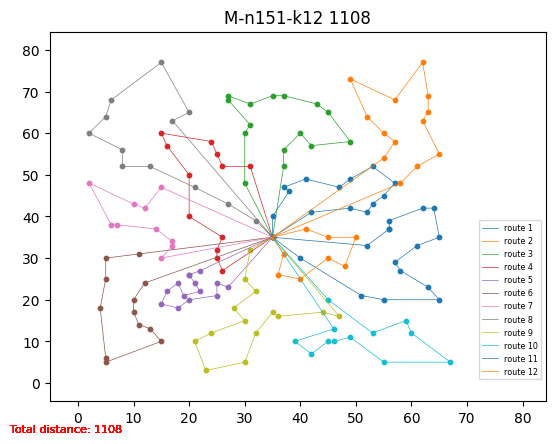 M-n151-k12 1108
80
70
60
50
40
30
20
10
0
0 10 20 30 40 50 60 70 80
route 1
route 2
route 3
route 4
route 5
route 6
route 7
route 8
route 9
route 10
route 11
route 12
Total distance: 1108